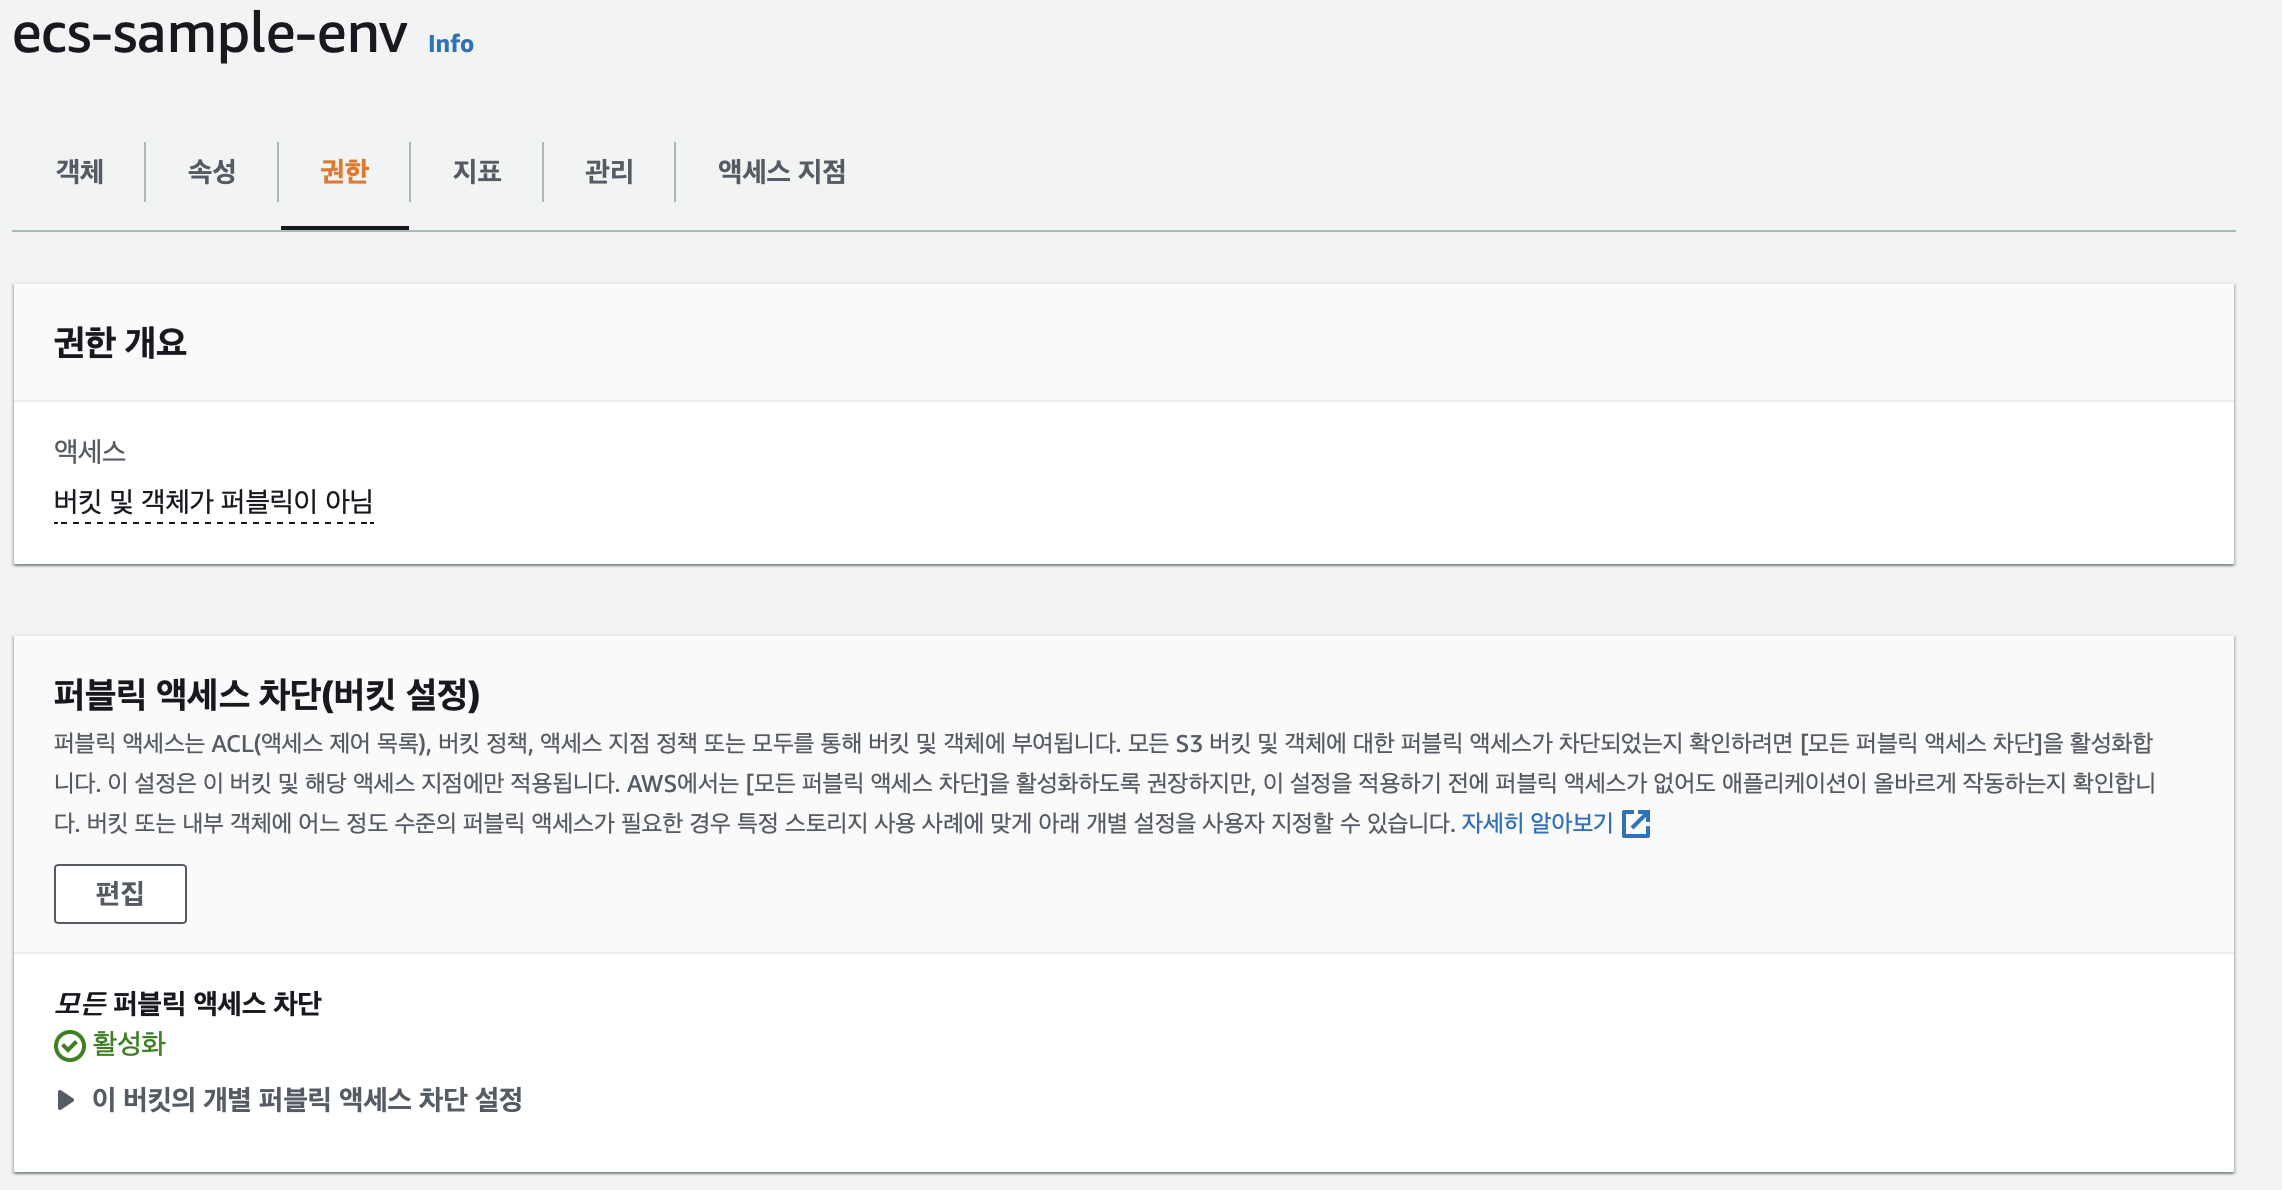 ecs-sample-env Info
객체 속성 권한 지표 관리 액세스 지점
권한 개요
액세스
버킷 및 객체가 퍼블릭이 아님
퍼블릭 액세스 차단(버킷 설정)
퍼블릭 액세스는 ACL(액세스 제어 목록), 버킷 정책, 액세스 지점 정책 또는 모두를 통해 버킷 및 객체에 부여됩니다. 모든 S3 버킷 및 객체에 대한 퍼블릭 액세스가 차단되었는지 확인하려면 [모든 퍼블릭 액세스 차단]을 활성화합
니다. 이 설정은 이 버킷 및 해당 액세스 지점에만 적용됩니다. AWS에서는 [모든 퍼블릭 액세스 차단]을 활성화하도록 권장하지만, 이 설정을 적용하기 전에 퍼블릭 액세스가 없어도 애플리케이션이 올바르게 작동하는지 확인합니
다. 버킷 또는 내부 객체에 어느 정도 수준의 퍼블릭 액세스가 필요한 경우 특정 스토리지 사용 사례에 맞게 아래 개별 설정을 사용자 지정할 수 있습니다. 자세히 알아보기
편집
모든 퍼블릭 액세스 차단
활성화
이 버킷의 개별 퍼블릭 액세스 차단 설정